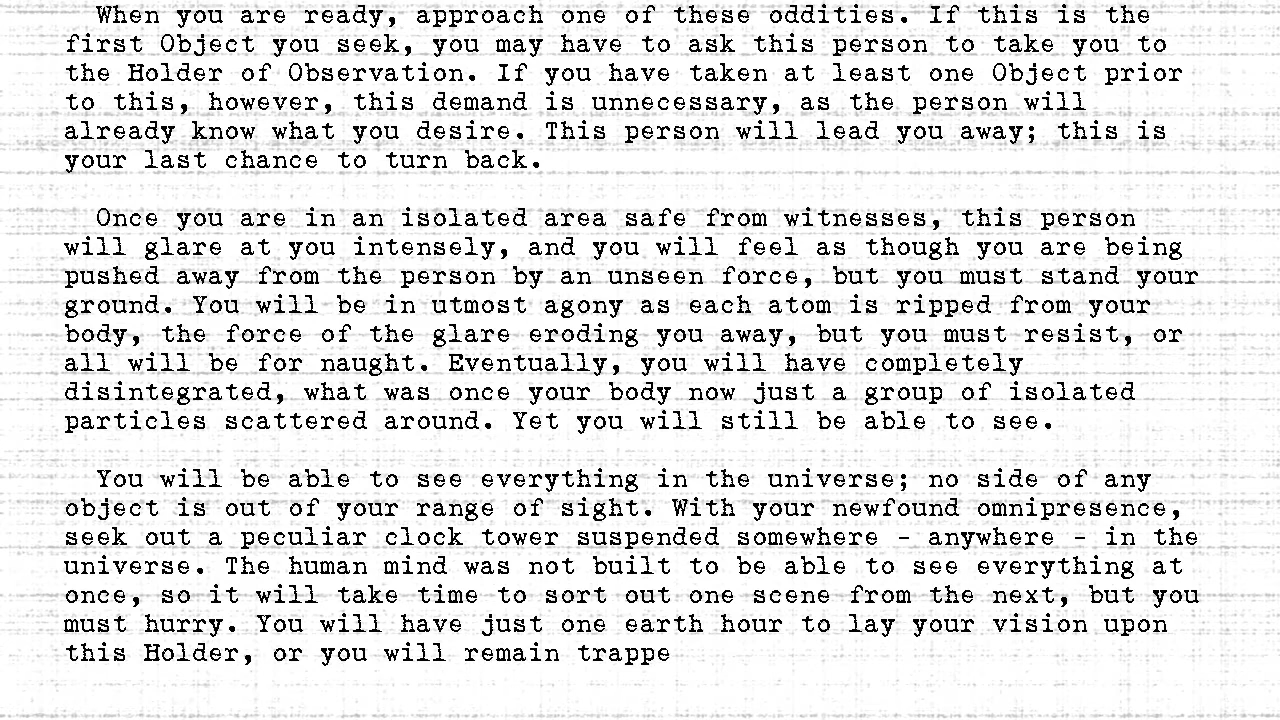 When you are ready, approach one of these oddities. If this is the
first Object you seek, you may have to ask this person to take you to
the Holder of Observation. If you have taken at least one Object prior
to this, however, this demand is unnecessary, as the person will
already know what you desire. This person will lead you away; this is
your last chance to turn back.

Once you are in an isolated area safe from witnesses, this person
will glare at you intensely, and you will feel as though you are being
pushed away from the person by an unseen force, but you must stand your
ground. You will be in utmost agony as each atom is ripped from your
body, the force of the glare eroding you away, but you must resist, or
all will be for naught. Eventually, you will have completely
disintegrated, what was once your body now just a group of isolated
particles scattered around. Yet you will still be able to see.

You will be able to see everything in the universe; no side of any
object is out of your range of sight. With your newfound omnipresence,
seek out a peculiar clock tower suspended somewhere - anywhere - in the
universe. The human mind was not built to be able to see everything at
once, so it will take time to sort out one scene from the next, but you
must hurry. You will have just one earth hour to lay your vision upon
this Holder, or you will remain trappe